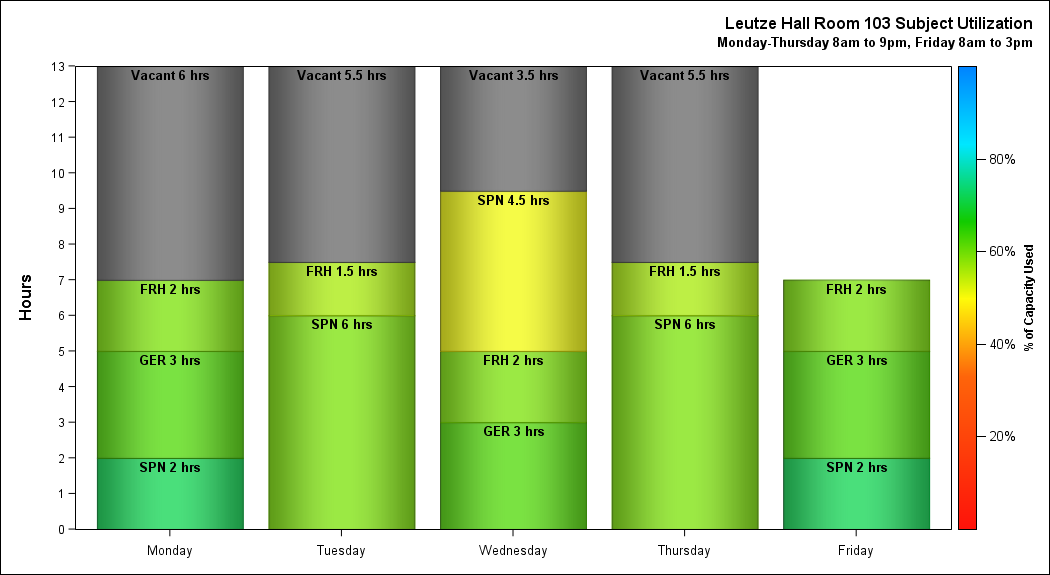 Leutze Hall Room 103 Subject Utilization
Monday-Thursday 8am to 9pm, Friday 8am to 3pm
Hours
13
12
11
10
9
8
7
6
5
4
3
2
1
0
Vacant 6 hrs
FRH 2 hrs
GER 3 hrs
SPN 2 hrs
Vacant 5.5 hrs
FRH 1.5 hrs
SPN 6 hrs
Vacant 3.5 hrs
SPN 4.5 hrs
FRH 2 hrs
GER 3 hrs
Vacant 5.5 hrs
FRH 1.5 hrs
SPN 6 hrs
FRH 2 hrs
GER 3 hrs
SPN 2 hrs
Monday
Tuesday
Wednesday
Thursday
Friday
80%
60%
40%
20%
% of Capacity Used